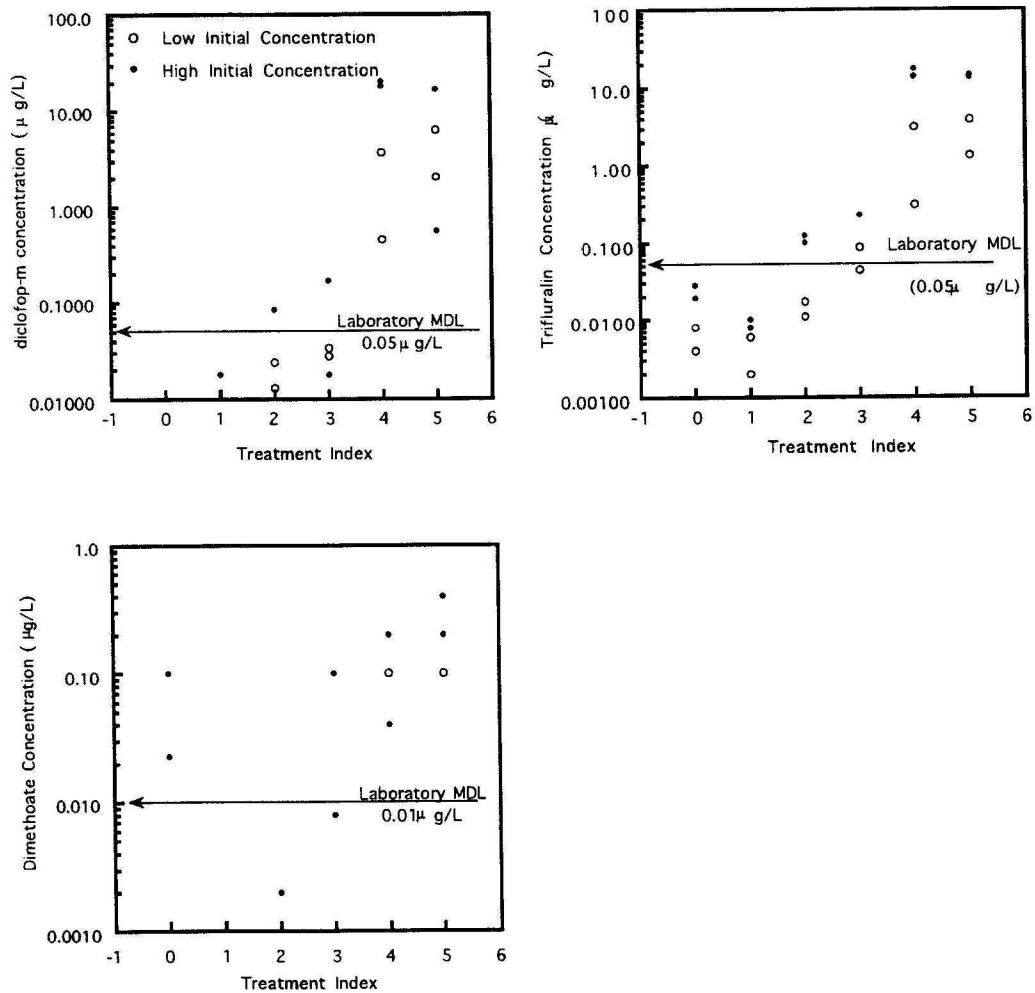 diclofop-m concentration ( μ g/L)
100.0
10.00
1.000
0.1000
0.01000
o Low Initial Concentration
• High Initial Concentration
Laboratory MDL
0.05μ g/L
-1 0 1 2 3 4 5 6
Treatment Index
Trifluralin Concentration μ g/L)
1 00
10.0
1.00
0.100
0.0100
0.00100
Laboratory MDL
(0.05μ g/L)
-1 0 1 2 3 4 5 6
Treatment Index
Dimethoate Concentration ( μg/L)
1.0
0.10
0.010
0.0010
Laboratory MDL
0.01μ g/L
-1 0 1 2 3 4 5 6
Treatment Index